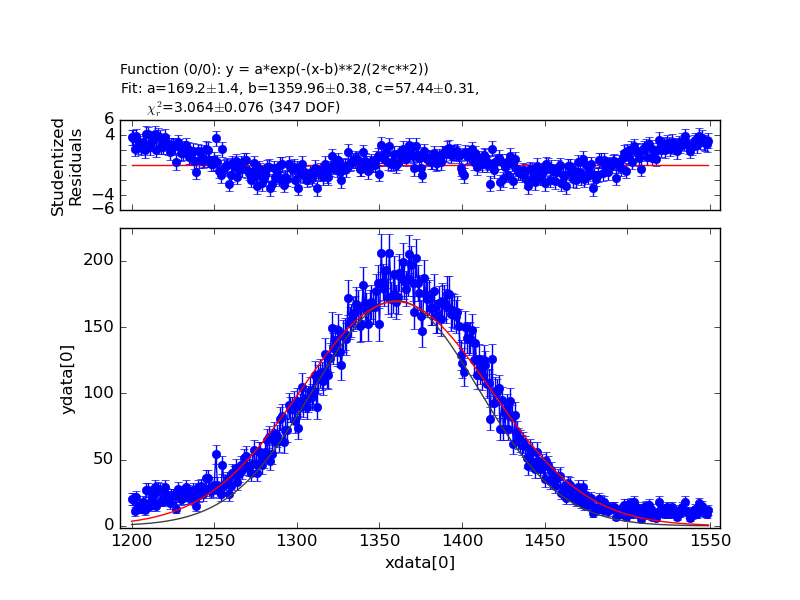 Function (0/0): y = a*exp(-(x-b)**2/(2*c**2))
Fit: a=169.2±1.4, b=1359.96±0.38, c=57.44±0.31,
χ²ᵣ=3.064±0.076 (347 DOF)
Studentized
Residuals
6
4
−4
−6
ydata[0]
200
150
100
50
0
1200 1250 1300 1350 1400 1450 1500 1550
xdata[0]